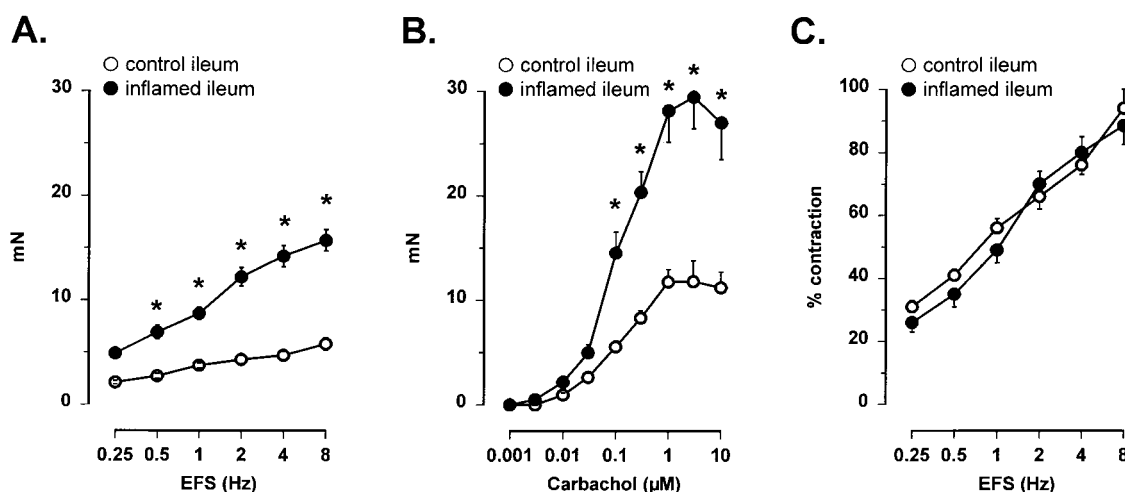 A.
control ileum
inflamed ileum
30
20
10
0
mN
* * * * *
0.25 0.5 1 2 4 8
EFS (Hz)
B.
control ileum
inflamed ileum
30
20
10
0
mN
* * * * *
0.001 0.01 0.1 1 10
Carbachol (µM)
C.
control ileum
inflamed ileum
100
80
60
40
20
0
% contraction
0.25 0.5 1 2 4 8
EFS (Hz)